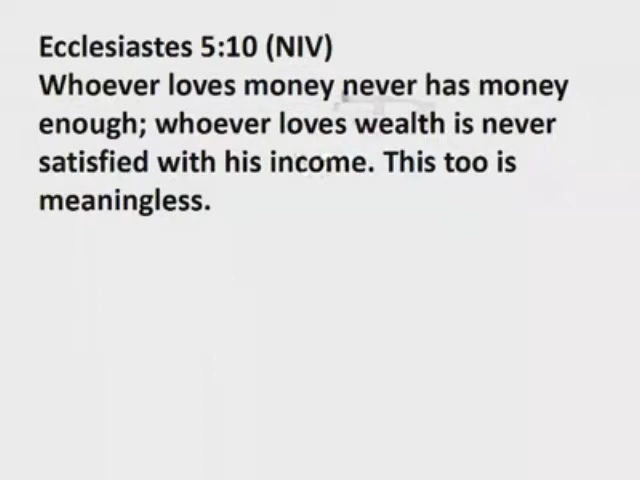 Ecclesiastes 5:10 (NIV)
Whoever loves money never has money
enough; whoever loves wealth is never
satisfied with his income. This too is
meaningless.